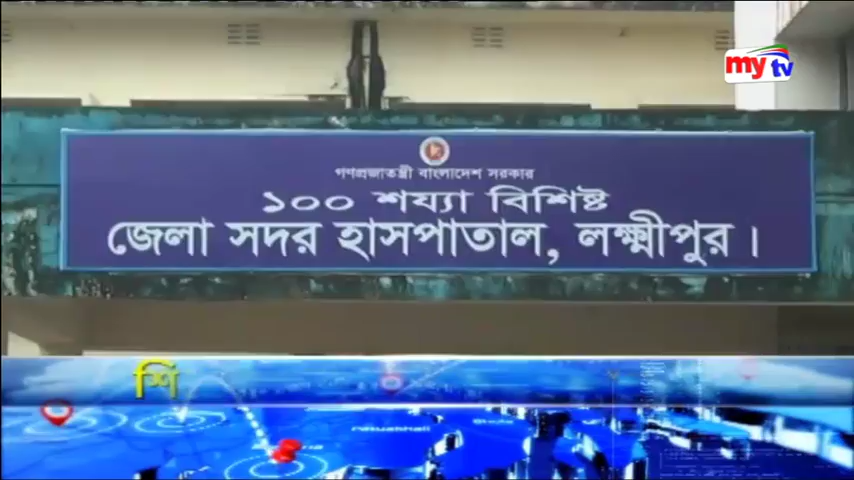 my tv
গণপ্রজাতন্ত্রী বাংলাদেশ সরকার
১০০ শয্যা বিশিষ্ট
জেলা সদর হাসপাতাল, লক্ষ্মীপুর।
শি